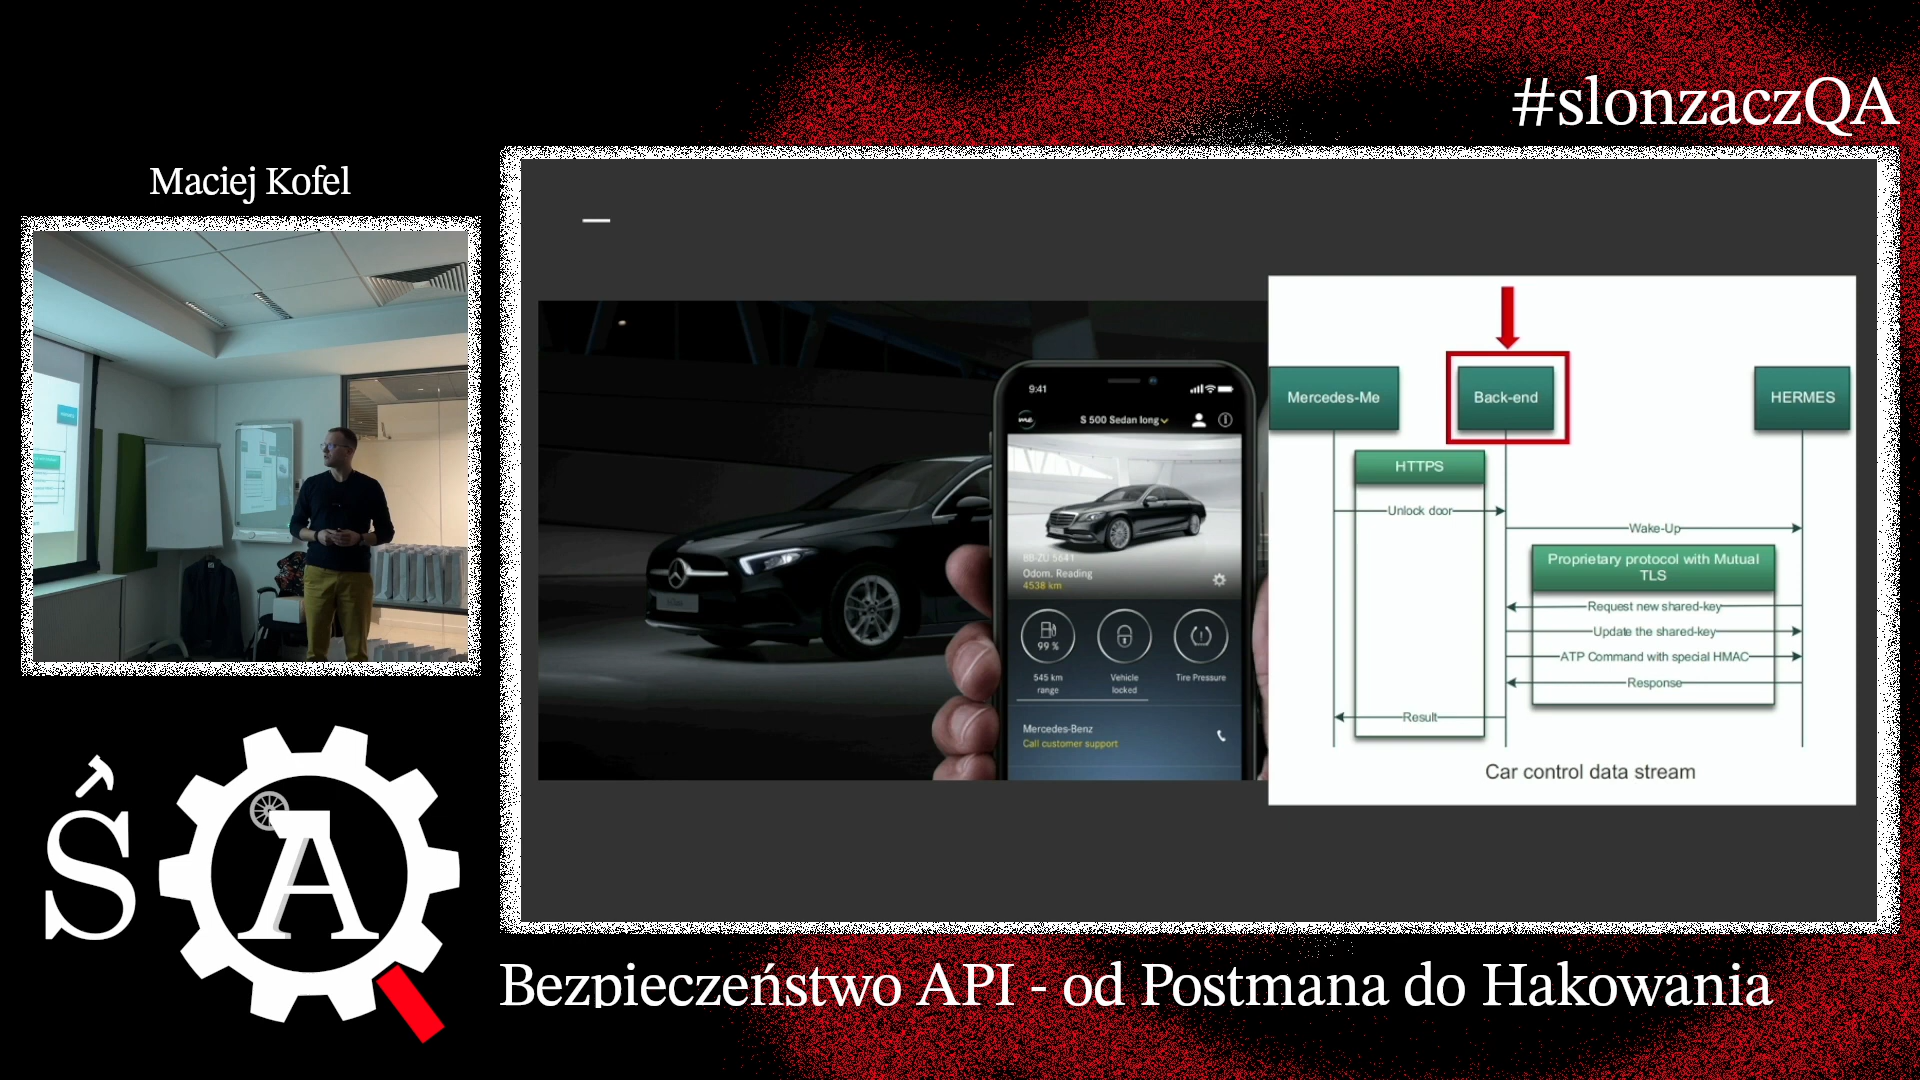 #slonzaczQA
Maciej Kofel
9:41
me
S 500 Sedan long
Odom. Reading
4538 km
99 %
545 km
range
Vehicle
locked
Tire Pressure
Mercedes-Benz
Call customer support
Mercedes-Me
Back-end
HERMES
HTTPS
Unlock door
Wake-Up
Proprietary protocol with Mutual
TLS
Request new shared-key
Update the shared-key
ATP Command with special HMAC
Response
Result
Car control data stream
Ś A
Bezpieczeństwo API - od Postmana do Hakowania